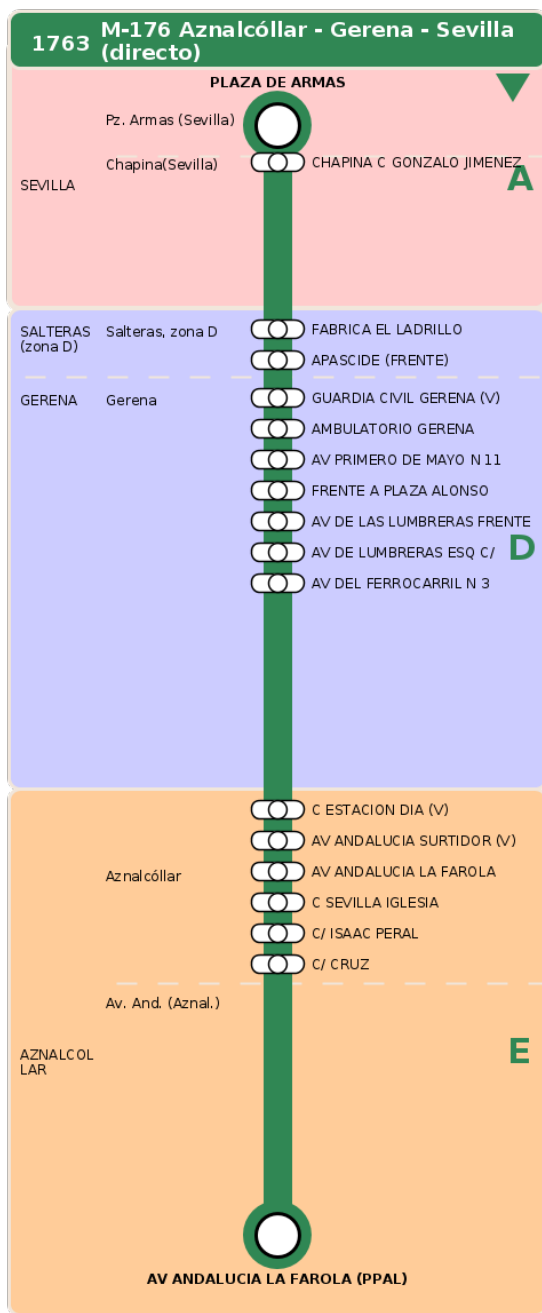 1763
M-176 Aznalcóllar - Gerena - Sevilla
(directo)
PLAZA DE ARMAS
Pz. Armas (Sevilla)
Chapina(Sevilla)
CHAPINA C GONZALO JIMENEZ
A
SEVILLA
SALTERAS
(zona D)
Salteras, zona D
FABRICA EL LADRILLO
APASCIDE (FRENTE)
GERENA
Gerena
GUARDIA CIVIL GERENA (V)
AMBULATORIO GERENA
AV PRIMERO DE MAYO N 11
FRENTE A PLAZA ALONSO
AV DE LAS LUMBRERAS FRENTE
AV DE LUMBRERAS ESQ C/
D
AV DEL FERROCARRIL N 3
C ESTACION DIA (V)
AV ANDALUCIA SURTIDOR (V)
AV ANDALUCIA LA FAROLA
Aznalcóllar
C SEVILLA IGLESIA
C/ ISAAC PERAL
C/ CRUZ
Av. And. (Aznal.)
AZNALCOL
LAR
E
AV ANDALUCIA LA FAROLA (PPAL)